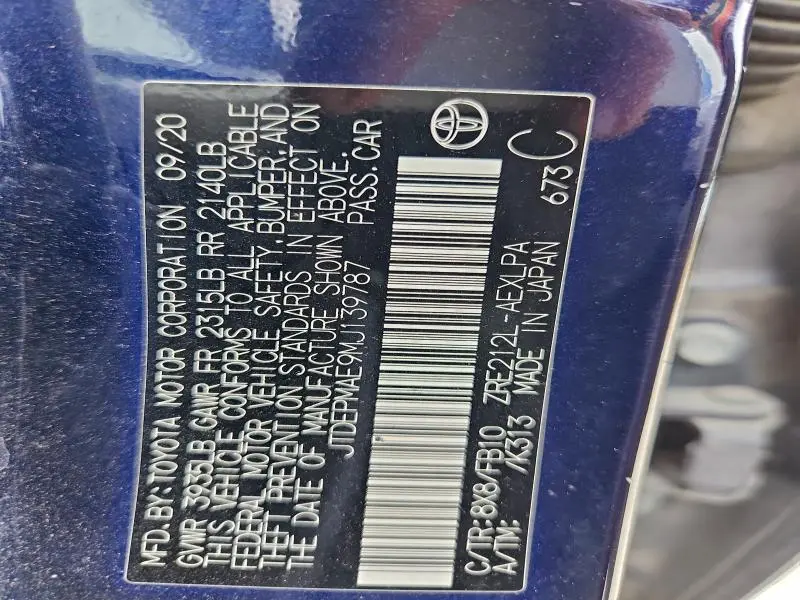 MFD. BY: TOYOTA MOTOR CORPORATION 09/20
GVWR 3935LB GAWR FR 2315LB RR 2140LB
THIS VEHICLE CONFORMS TO ALL APPLICABLE
FEDERAL MOTOR VEHICLE SAFETY, BUMPER, AND
THEFT PREVENTION STANDARDS IN EFFECT ON
THE DATE OF MANUFACTURE SHOWN ABOVE.
JTDEPMAE9MJ139787 PASS. CAR
C/TR: 8X8/FB10 ZRE212L-AEXLPA
A/TM: /K313 MADE IN JAPAN 673 C